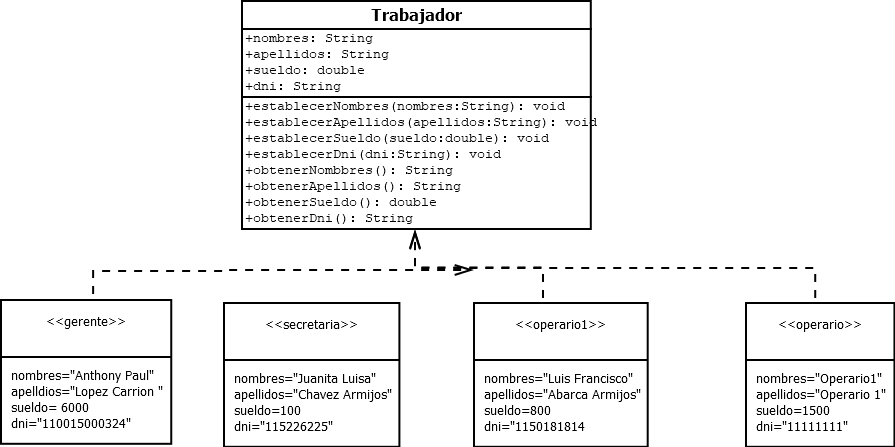 Trabajador
+nombres: String
+apellidos: String
+sueldo: double
+dni: String
+establecerNombres(nombres:String): void
+establecerApellidos(apellidos:String): void
+establecerSueldo(sueldo:double): void
+establecerDni(dni:String): void
+obtenerNombbres(): String
+obtenerApellidos(): String
+obtenerSueldo(): double
+obtenerDni(): String
<<gerente>>
nombres="Anthony Paul"
apelldios="Lopez Carrion "
sueldo= 6000
dni="110015000324"
<<secretaria>>
nombres="Juanita Luisa"
apellidos="Chavez Armijos"
sueldo=100
dni="115226225"
<<operario1>>
nombres="Luis Francisco"
apellidos="Abarca Armijos"
sueldo=800
dni="1150181814
<<operario>>
nombres="Operario1"
apellidos="Operario 1"
sueldo=1500
dni="11111111"